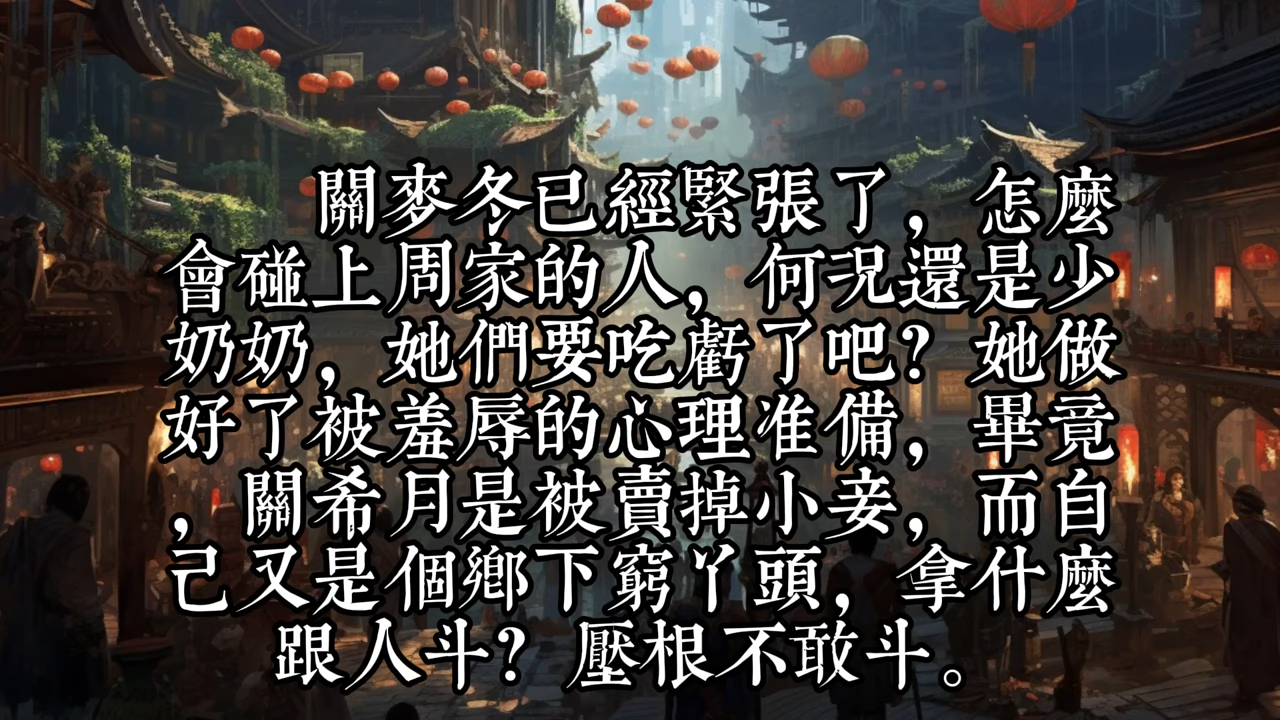 關麥冬已經緊張了，怎麼
會碰上周家的人，何況還是少
奶奶，她們要吃虧了吧？她做
好了被羞辱的心理准備，畢竟
，關希月是被賣掉小妾，而自
己又是個鄉下窮丫頭，拿什麼
跟人斗？壓根不敢斗。